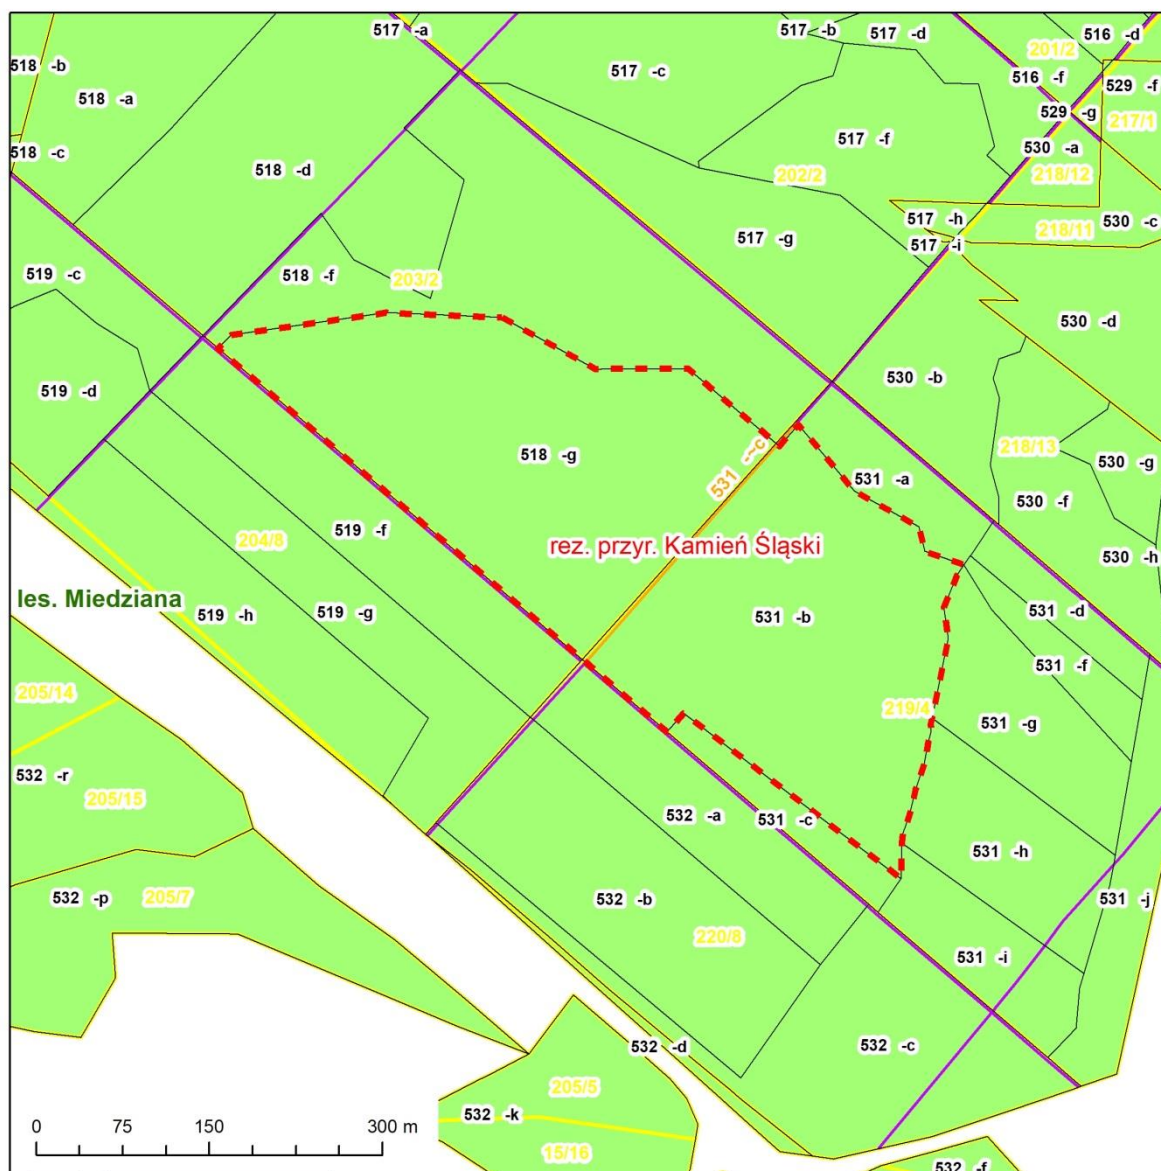 517 -a
517 -b
517 -d
516 -d
201/2
518 -b
518 -a
517 -c
516 -f
529 -f
529 -g
217/1
518 -c
518 -d
517 -f
530 -a
202/2
218/12
517 -h
530 -c
218/11
517 -g
517 -i
519 -c
518 -f
203/2
530 -d
519 -d
530 -b
518 -g
531 -~c
531 -a
218/13
530 -g
530 -f
519 -f
204/8
rez. przyr. Kamień Śląski
530 -h
les. Miedziana
519 -h
519 -g
531 -b
531 -d
531 -f
205/14
219/4
531 -g
532 -r
205/15
532 -a
531 -c
531 -h
532 -p
205/7
532 -b
531 -j
220/8
531 -i
532 -d
532 -c
205/5
532 -k
0 75 150 300 m
15/16
532 -f